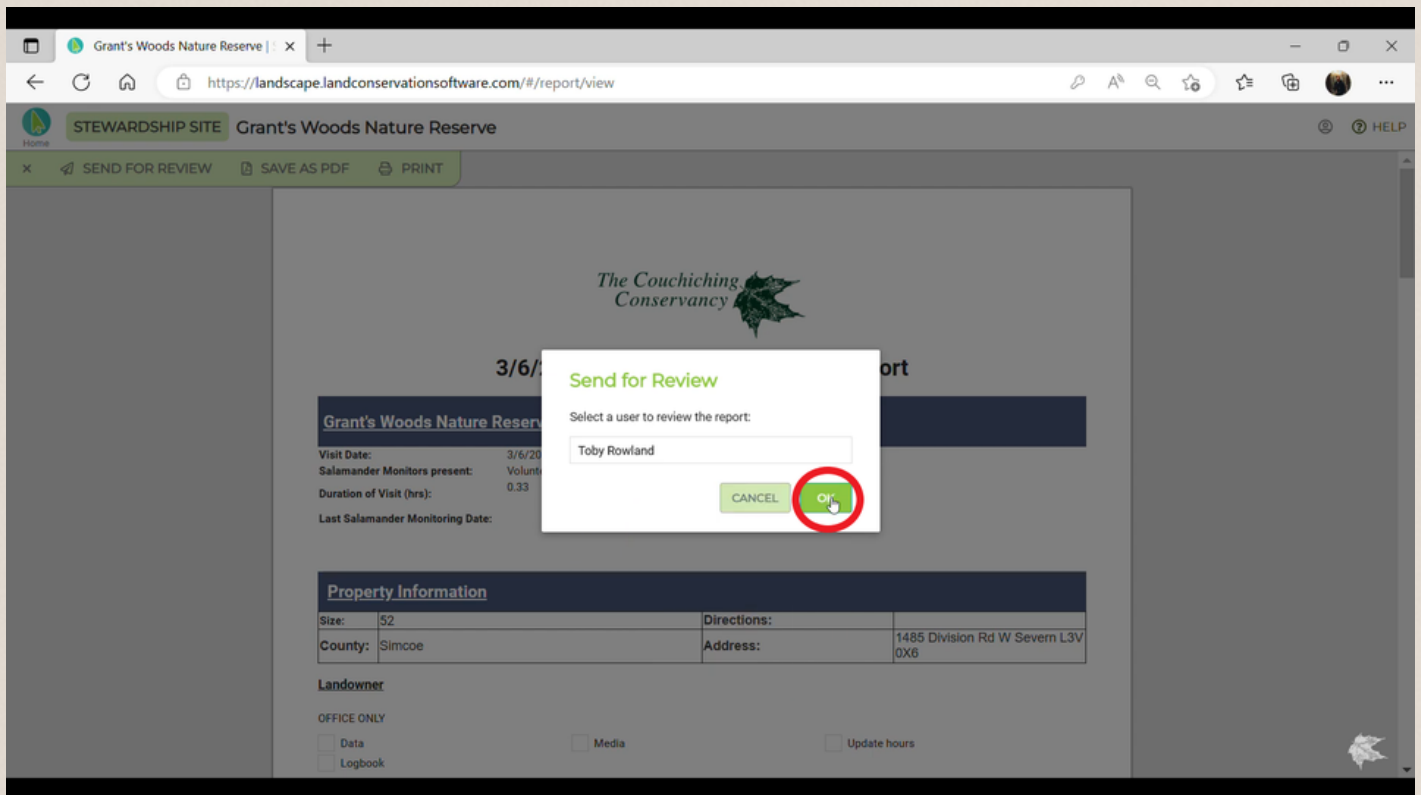 Grant's Woods Nature Reserve |
https://landscape.landconservationsoftware.com/#/report/view
Home
STEWARDSHIP SITE Grant's Woods Nature Reserve
? HELP
× SEND FOR REVIEW SAVE AS PDF PRINT
The Couchiching
Conservancy
3/6/ ort
Send for Review
Select a user to review the report:
Toby Rowland
CANCEL OK
Grant's Woods Nature Reserv
Visit Date: 3/6/20
Salamander Monitors present: Volunt
Duration of Visit (hrs): 0.33
Last Salamander Monitoring Date:
Property Information
Size: 52 Directions:
County: Simcoe Address: 1485 Division Rd W Severn L3V
0X6
Landowner
OFFICE ONLY
Data Media Update hours
Logbook